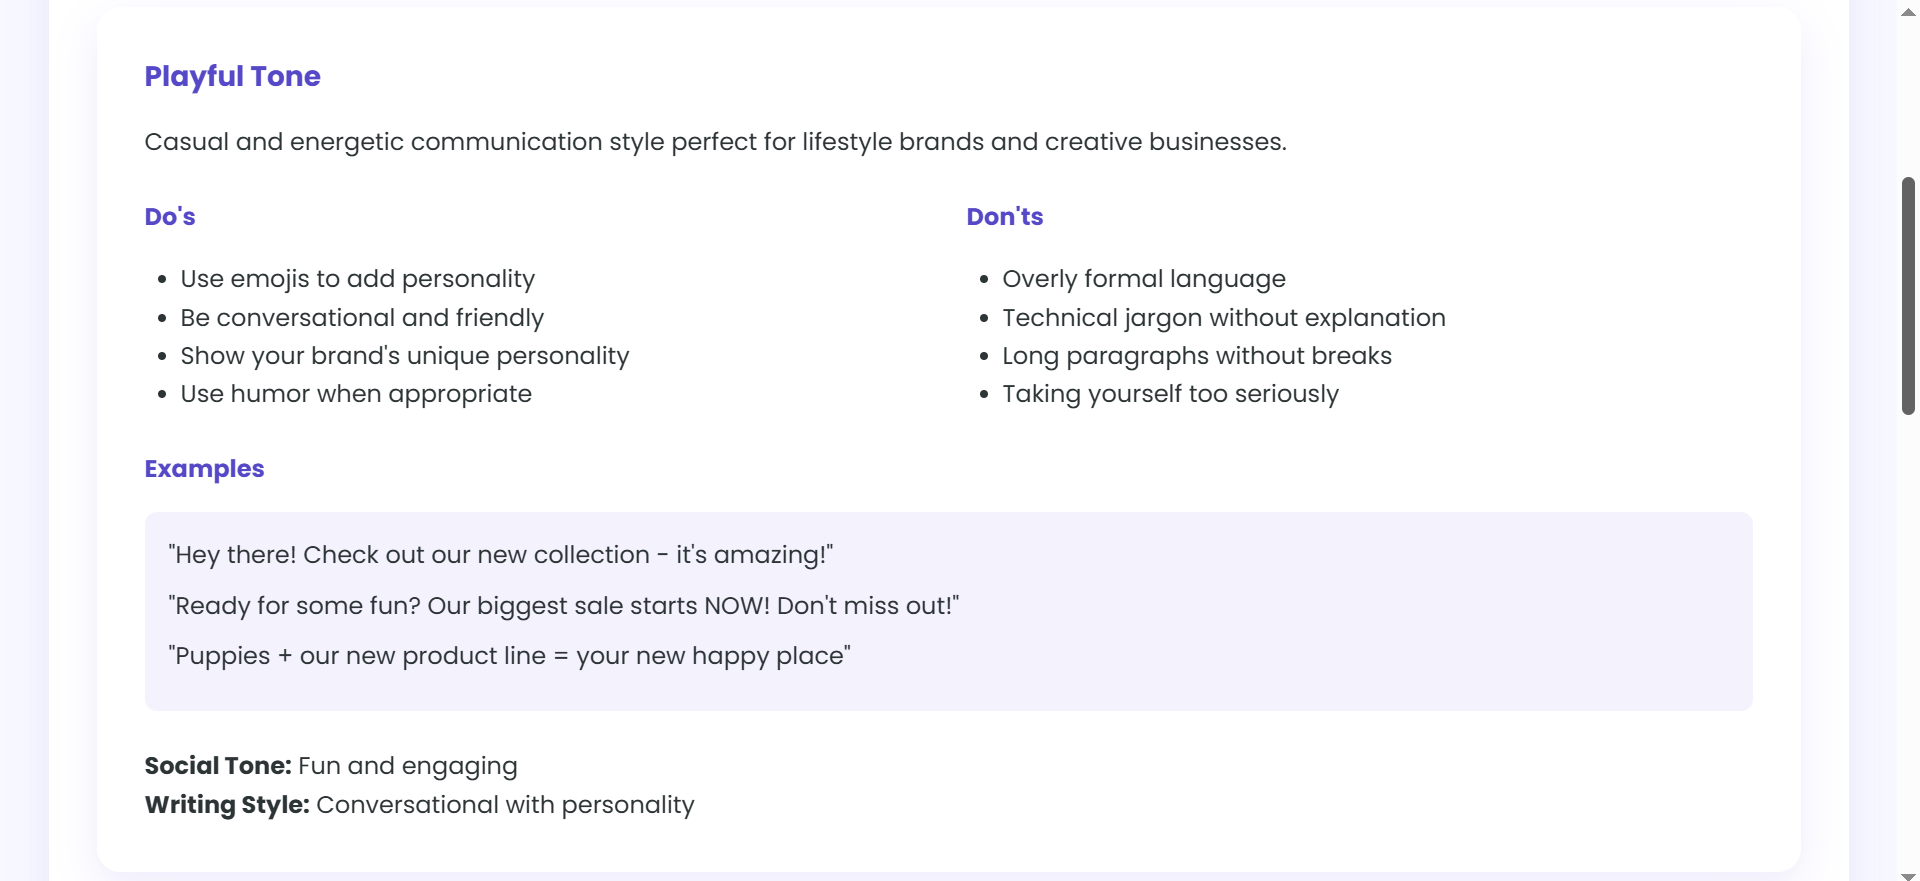 Playful Tone
Casual and energetic communication style perfect for lifestyle brands and creative businesses.
Do's
Use emojis to add personality
Be conversational and friendly
Show your brand's unique personality
Use humor when appropriate
Don'ts
Overly formal language
Technical jargon without explanation
Long paragraphs without breaks
Taking yourself too seriously
Examples
"Hey there! Check out our new collection - it's amazing!"
"Ready for some fun? Our biggest sale starts NOW! Don't miss out!"
"Puppies + our new product line = your new happy place"
Social Tone: Fun and engaging
Writing Style: Conversational with personality